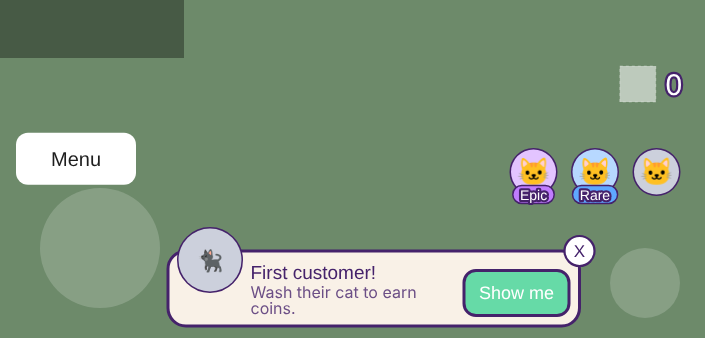 0
Menu
Epic
Rare
X
First customer!
Wash their cat to earn
coins.
Show me